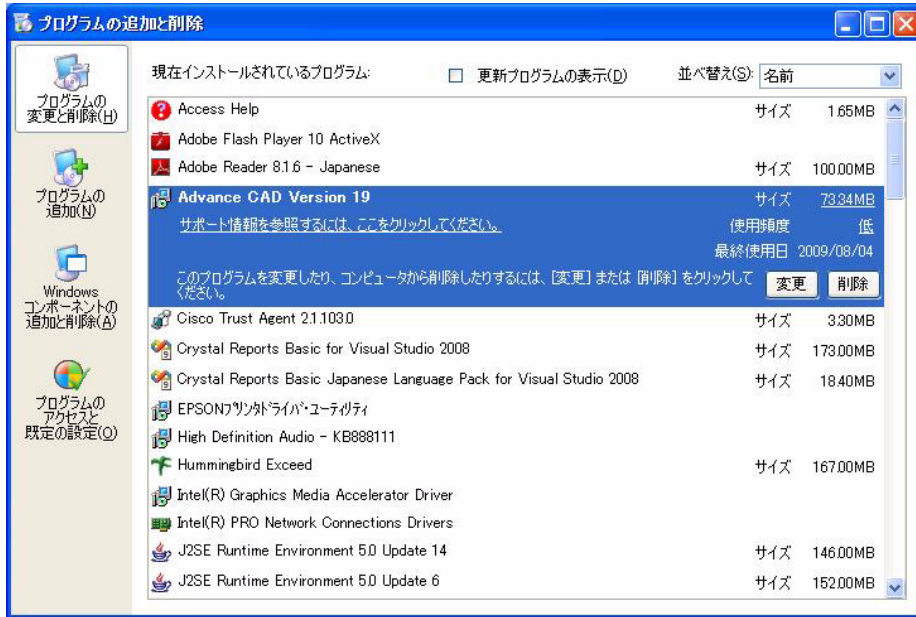 プログラムの追加と削除
プログラムの
変更と削除(H)
プログラムの
追加(N)
Windows
コンポーネントの
追加と削除(A)
プログラムの
アクセスと
既定の設定(O)
現在インストールされているプログラム:
更新プログラムの表示(D)
並べ替え(S): 名前
Access Help サイズ 1.65MB
Adobe Flash Player 10 ActiveX
Adobe Reader 8.1.6 - Japanese サイズ 100.00MB
Advance CAD Version 19 サイズ 73.34MB
サポート情報を参照するには、ここをクリックしてください。 使用頻度 低
最終使用日 2009/08/04
このプログラムを変更したり、コンピュータから削除したりするには、[変更] または [削除] をクリックして
ください。 変更 削除
Cisco Trust Agent 2.1.103.0 サイズ 3.30MB
Crystal Reports Basic for Visual Studio 2008 サイズ 173.00MB
Crystal Reports Basic Japanese Language Pack for Visual Studio 2008 サイズ 18.40MB
EPSONプリンタドライバ・ユーティリティ
High Definition Audio - KB888111
Hummingbird Exceed サイズ 167.00MB
Intel(R) Graphics Media Accelerator Driver
Intel(R) PRO Network Connections Drivers
J2SE Runtime Environment 5.0 Update 14 サイズ 146.00MB
J2SE Runtime Environment 5.0 Update 6 サイズ 152.00MB